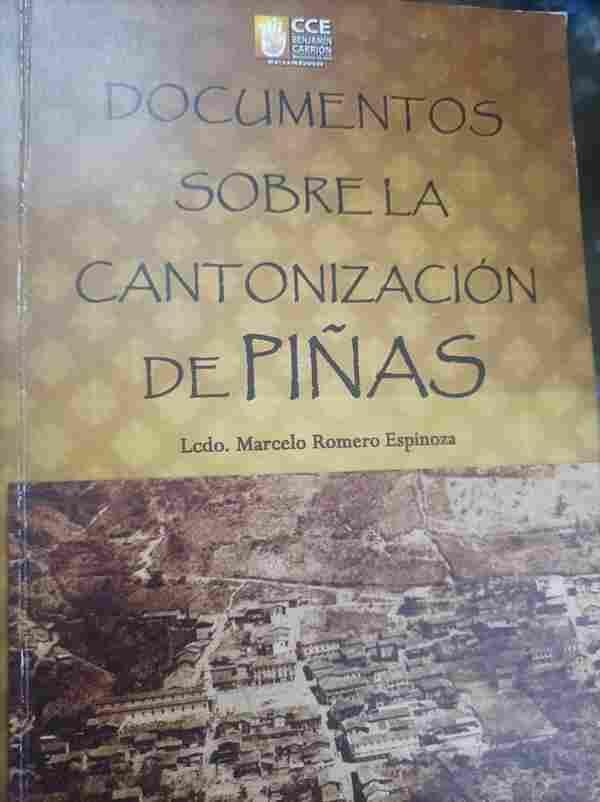 CCE
BENJAMÍN
CARRIÓN
DOCUMENTOS
SOBRE LA
CANTONIZACIÓN
DE PIÑAS
Lcdo. Marcelo Romero Espinoza